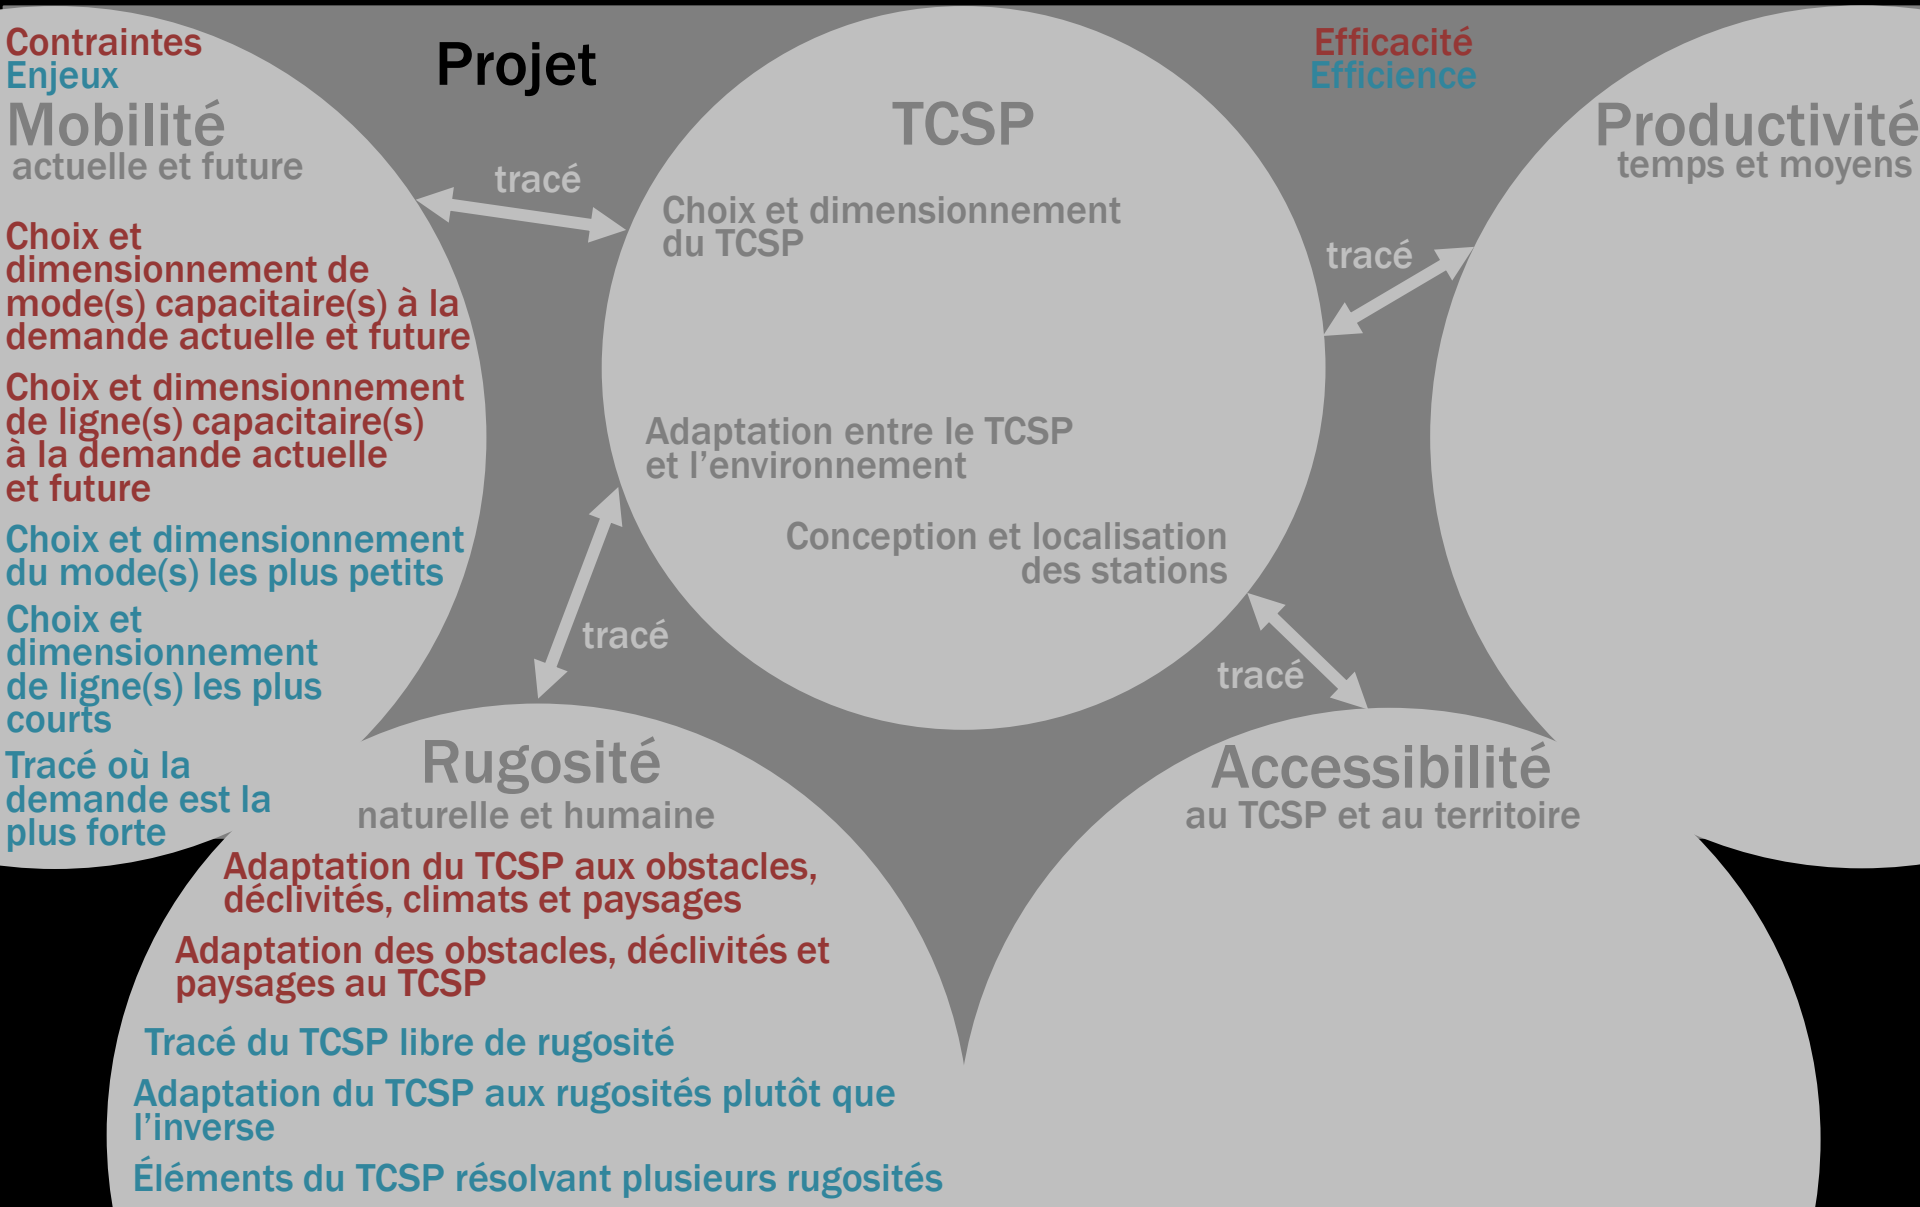 Contraintes
Enjeux
Mobilité
actuelle et future
Choix et
dimensionnement de
mode(s) capacitaire(s) à la
demande actuelle et future
Choix et dimensionnement
de ligne(s) capacitaire(s)
à la demande actuelle
et future
Choix et dimensionnement
du mode(s) les plus petits
Choix et
dimensionnement
de ligne(s) les plus
courts
Tracé où la
demande est la
plus forte
Projet
tracé
TCSP
Choix et dimensionnement
du TCSP
Adaptation entre le TCSP
et l’environnement
Conception et localisation
des stations
Efficacité
Efficience
tracé
Productivité
temps et moyens
tracé
tracé
Rugosité
naturelle et humaine
Adaptation du TCSP aux obstacles,
déclivités, climats et paysages
Adaptation des obstacles, déclivités et
paysages au TCSP
Tracé du TCSP libre de rugosité
Adaptation du TCSP aux rugosités plutôt que
l’inverse
Éléments du TCSP résolvant plusieurs rugosités
Accessibilité
au TCSP et au territoire